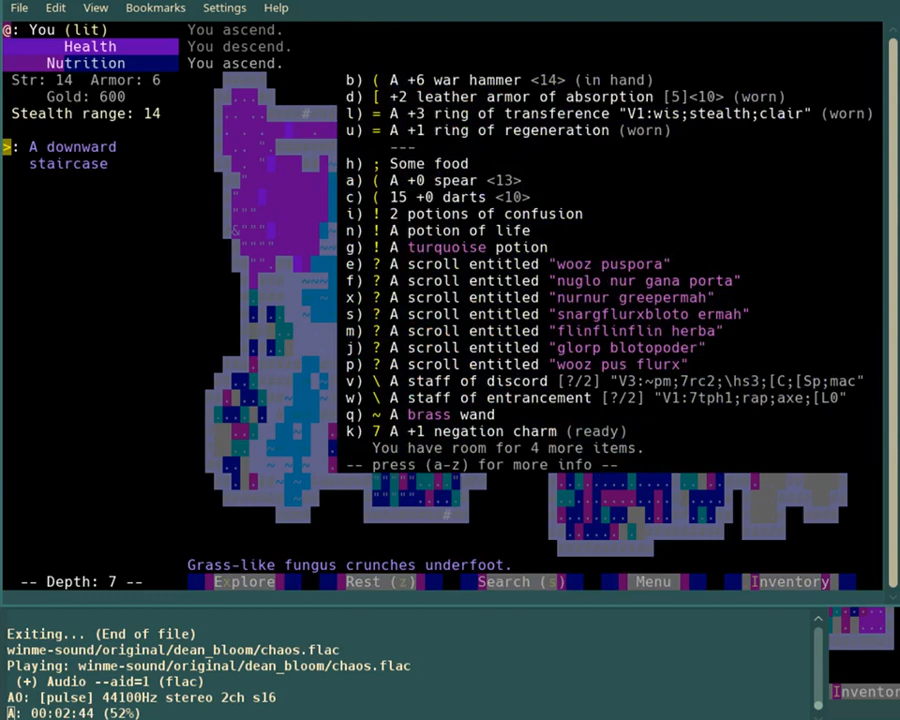 File Edit View Bookmarks Settings Help
@: You (lit)
You ascend.
Health
You descend.
Nutrition
You ascend.
Str: 14 Armor: 6
Gold: 600
Stealth range: 14
>: A downward
staircase
b) ( A +6 war hammer <14> (in hand)
d) [ +2 leather armor of absorption [5]<10> (worn)
l) = A +3 ring of transference "V1:wis;stealth;clair" (worn)
u) = A +1 ring of regeneration (worn)
---
h) ; Some food
a) ( A +0 spear <13>
c) ( 15 +0 darts <10>
i) ! 2 potions of confusion
n) ! A potion of life
g) ! A turquoise potion
e) ? A scroll entitled "wooz puspora"
f) ? A scroll entitled "nuglo nur gana porta"
x) ? A scroll entitled "nurnur greepermah"
s) ? A scroll entitled "snargflurxbloto ermah"
m) ? A scroll entitled "flinflinflin herba"
j) ? A scroll entitled "glorp blotopoder"
p) ? A scroll entitled "wooz pus flurx"
v) \ A staff of discord [?/2] "V3:~pm;7rc2;\hs3;[C;[Sp;mac"
w) \ A staff of entrancement [?/2] "V1:7tph1;rap;axe;[L0"
q) ~ A brass wand
k) 7 A +1 negation charm (ready)
You have room for 4 more items.
-- press (a-z) for more info --
Grass-like fungus crunches underfoot.
-- Depth: 7 -- Explore Rest (z) Search (s) Menu Inventory
Exiting... (End of file)
winme-sound/original/dean_bloom/chaos.flac
Playing: winme-sound/original/dean_bloom/chaos.flac
(+) Audio --aid=1 (flac)
AO: [pulse] 44100Hz stereo 2ch s16
A: 00:02:44 (52%)
Inventor